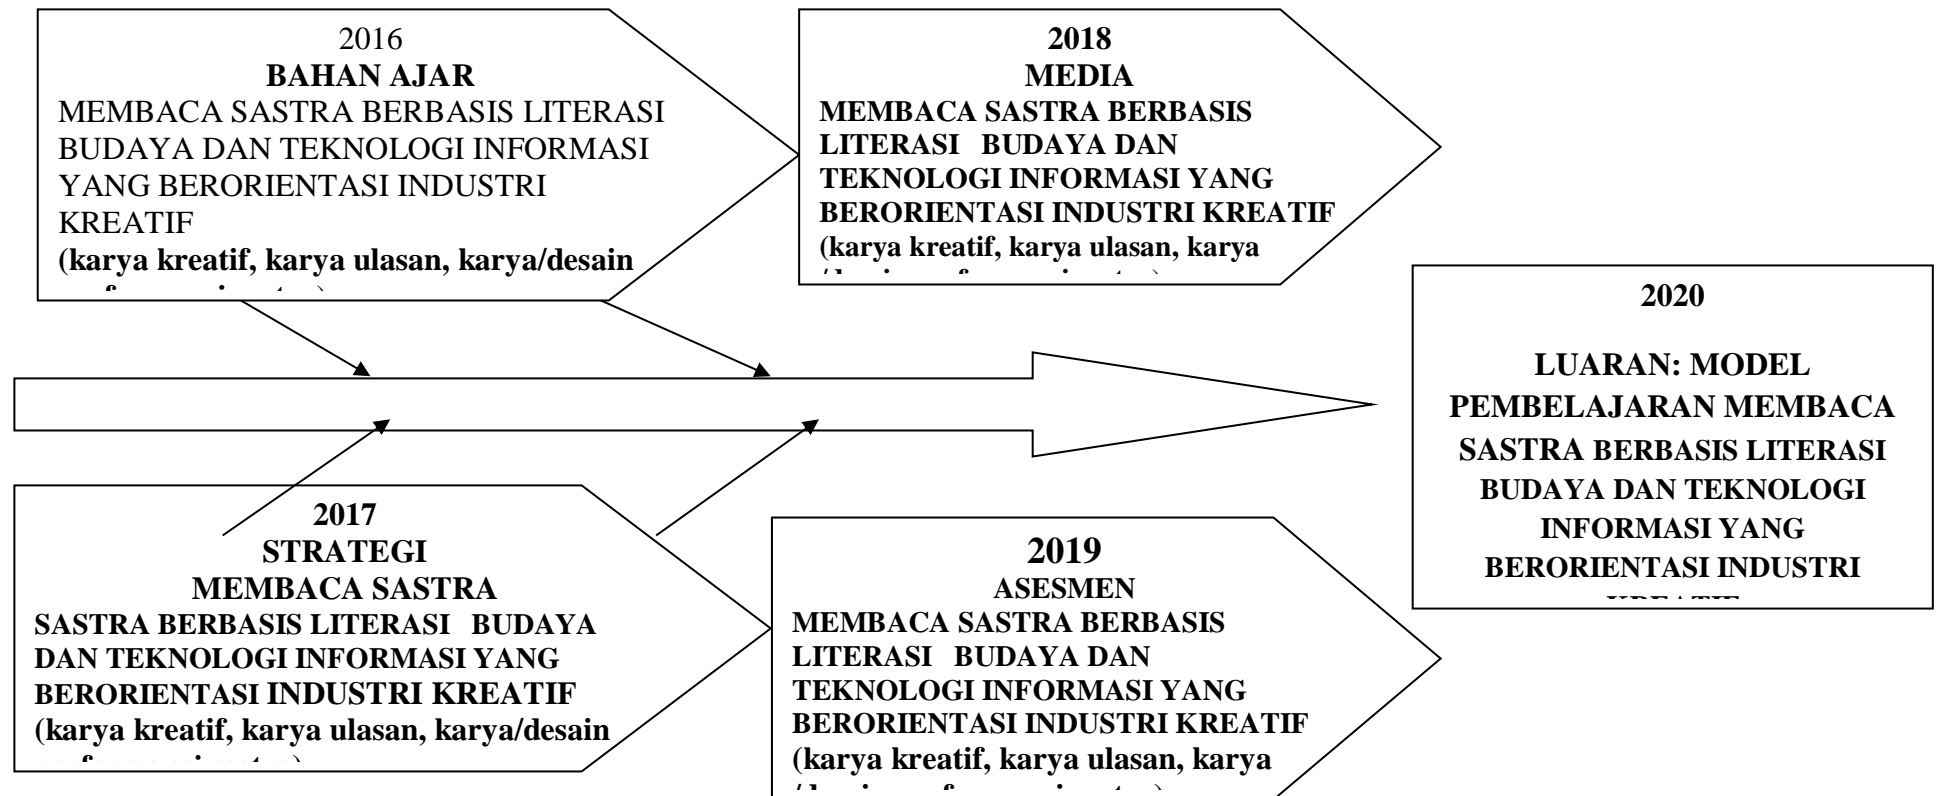 2016
BAHAN AJAR
MEMBACA SASTRA BERBASIS LITERASI
BUDAYA DAN TEKNOLOGI INFORMASI
YANG BERORIENTASI INDUSTRI
KREATIF
(karya kreatif, karya ulasan, karya/desain
2018
MEDIA
MEMBACA SASTRA BERBASIS
LITERASI BUDAYA DAN
TEKNOLOGI INFORMASI YANG
BERORIENTASI INDUSTRI KREATIF
(karya kreatif, karya ulasan, karya
2020
LUARAN: MODEL
PEMBELAJARAN MEMBACA
SASTRA BERBASIS LITERASI
BUDAYA DAN TEKNOLOGI
INFORMASI YANG
BERORIENTASI INDUSTRI
2017
STRATEGI
MEMBACA SASTRA
SASTRA BERBASIS LITERASI BUDAYA
DAN TEKNOLOGI INFORMASI YANG
BERORIENTASI INDUSTRI KREATIF
(karya kreatif, karya ulasan, karya/desain
2019
ASESMEN
MEMBACA SASTRA BERBASIS
LITERASI BUDAYA DAN
TEKNOLOGI INFORMASI YANG
BERORIENTASI INDUSTRI KREATIF
(karya kreatif, karya ulasan, karya